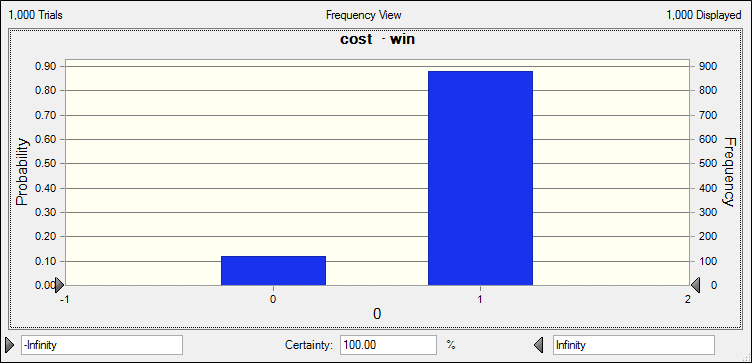 1,000 Trials Frequency View 1,000 Displayed
cost - win
0.90 900
0.80 800
0.70 700
0.60 600
0.50 500
0.40 400
0.30 300
0.20 200
0.10 100
0.00 0
Probability
Frequency
-1 0 1 2
0
-Infinity Certainty: 100.00 % Infinity